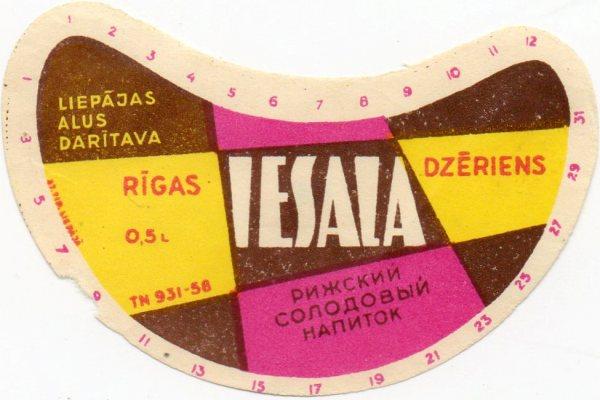 1 2 3 4 5 6 7 8 9 10 11 12
LIEPĀJAS
ALUS
DARĪTAVA
RĪGAS
IESALA
DZĒRIENS
0,5 L
TN 931-58
РИЖСКИЙ
СОЛОДОВЫЙ
НАПИТОК
3 5 7 9 11 13 15 17 19 21 23 25 27 29 31